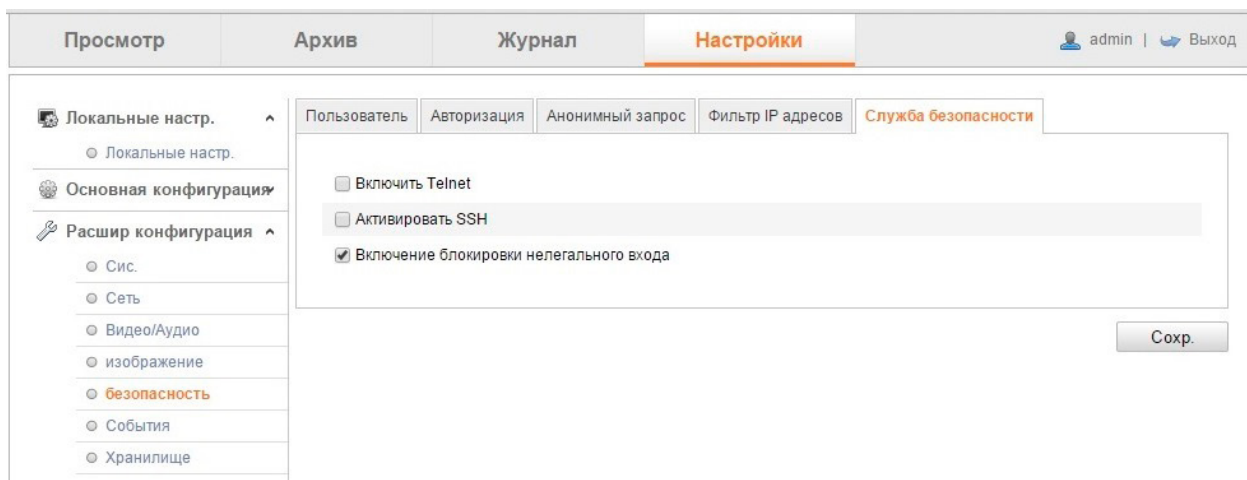 Просмотр Архив Журнал Настройки admin | Выход
Локальные настр.
Локальные настр.
Основная конфигурация
Расшир конфигурация
Сис.
Сеть
Видео/Аудио
изображение
безопасность
События
Хранилище
Пользователь Авторизация Анонимный запрос Фильтр IP адресов Служба безопасности
Включить Telnet
Активировать SSH
Включение блокировки нелегального входа
Сохр.